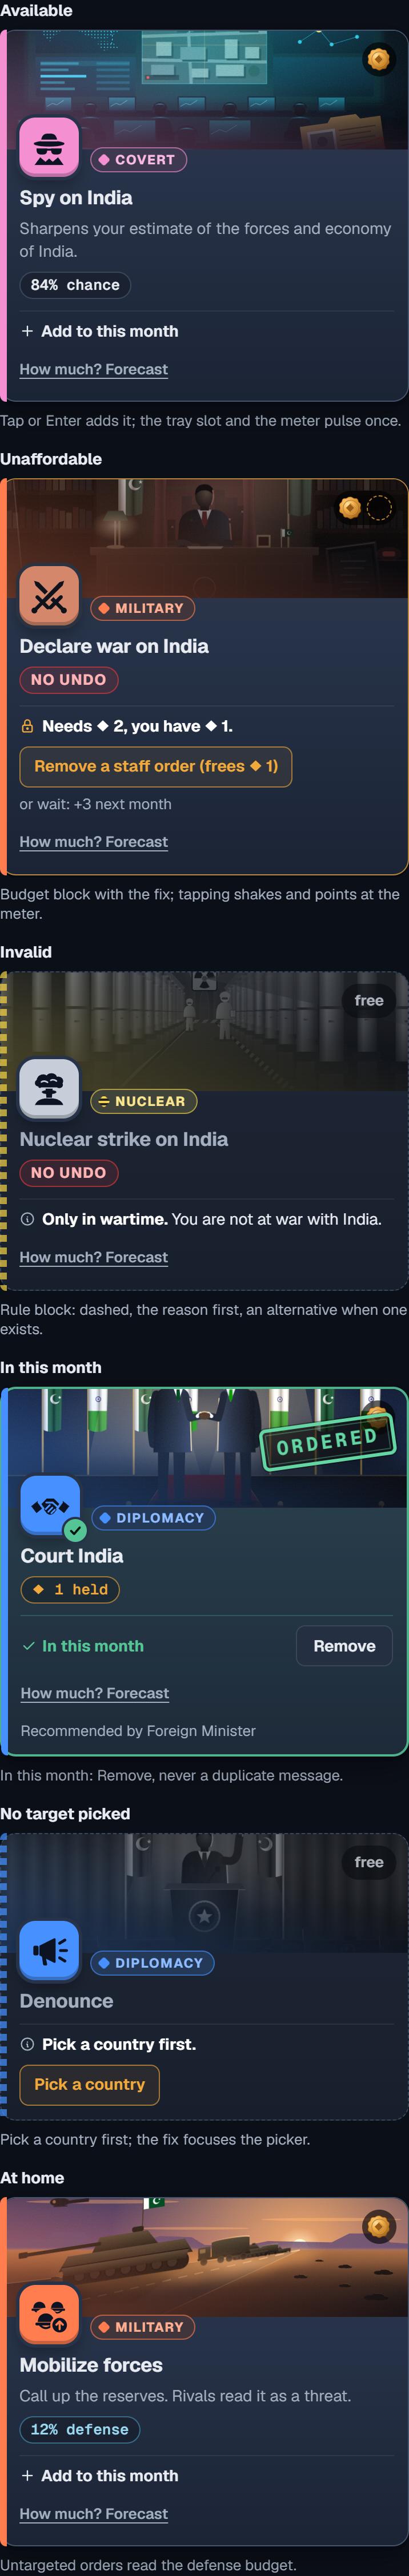 Available
COVERT
Spy on India
Sharpens your estimate of the forces and economy
of India.
84% chance
+ Add to this month
How much? Forecast
Tap or Enter adds it; the tray slot and the meter pulse once.
Unaffordable
MILITARY
Declare war on India
NO UNDO
Needs ◆ 2, you have ◆ 1.
Remove a staff order (frees ◆ 1)
or wait: +3 next month
How much? Forecast
Budget block with the fix; tapping shakes and points at the
meter.
Invalid
free
NUCLEAR
Nuclear strike on India
NO UNDO
Only in wartime. You are not at war with India.
How much? Forecast
Rule block: dashed, the reason first, an alternative when one
exists.
In this month
ORDERED
DIPLOMACY
Court India
◆ 1 held
In this month
Remove
How much? Forecast
Recommended by Foreign Minister
In this month: Remove, never a duplicate message.
No target picked
free
DIPLOMACY
Denounce
Pick a country first.
Pick a country
Pick a country first; the fix focuses the picker.
At home
MILITARY
Mobilize forces
Call up the reserves. Rivals read it as a threat.
12% defense
+ Add to this month
How much? Forecast
Untargeted orders read the defense budget.